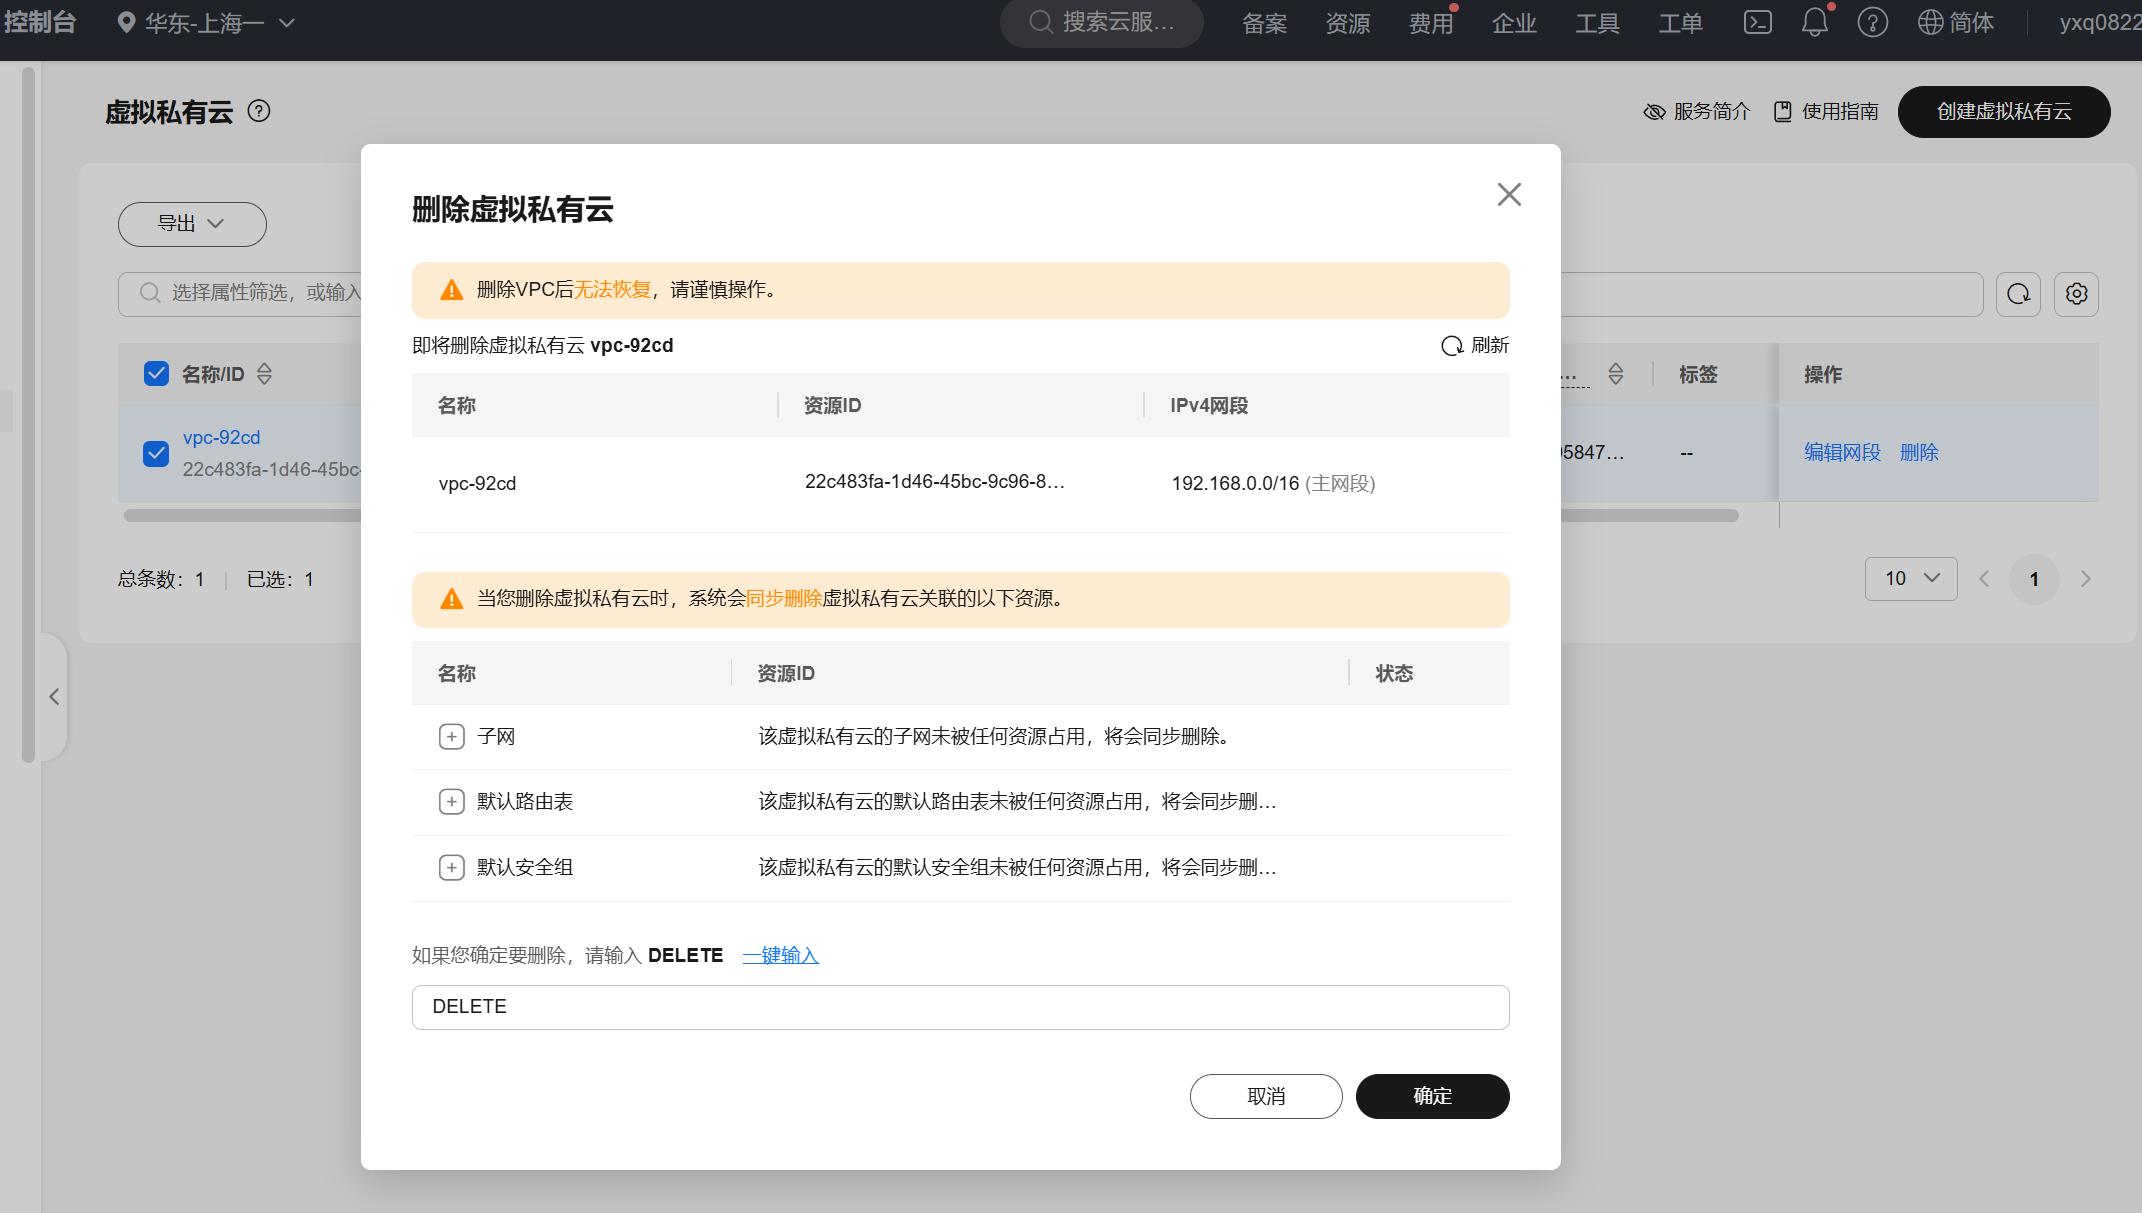 控制台 华东-上海一 搜索云服... 备案 资源 费用 企业 工具 工单 简体 yxq0822
虚拟私有云 服务简介 使用指南 创建虚拟私有云
导出
选择属性筛选，或输入
名称/ID ... 标签 操作
vpc-92cd
22c483fa-1d46-45bc- 95847... -- 编辑网段 删除
总条数：1 已选：1 10 1
删除虚拟私有云
删除VPC后无法恢复，请谨慎操作。
即将删除虚拟私有云 vpc-92cd 刷新
名称 资源ID IPv4网段
vpc-92cd 22c483fa-1d46-45bc-9c96-8... 192.168.0.0/16 (主网段)
当您删除虚拟私有云时，系统会同步删除虚拟私有云关联的以下资源。
名称 资源ID 状态
子网 该虚拟私有云的子网未被任何资源占用，将会同步删除。
默认路由表 该虚拟私有云的默认路由表未被任何资源占用，将会同步删...
默认安全组 该虚拟私有云的默认安全组未被任何资源占用，将会同步删...
如果您确定要删除，请输入 DELETE 一键输入
DELETE
取消 确定